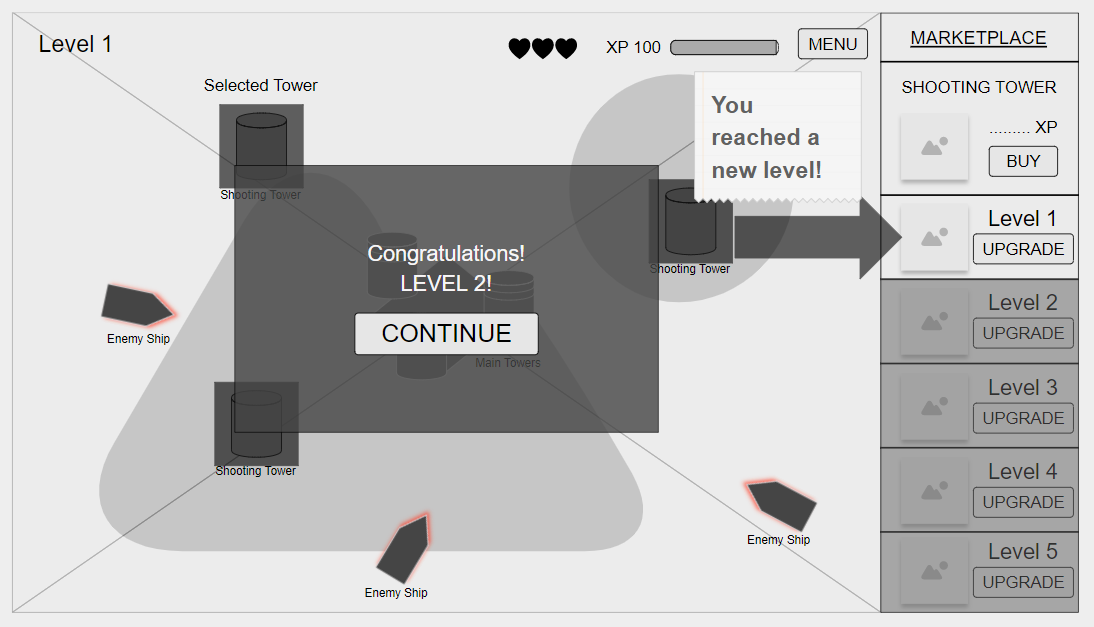 Level 1
XP 100
MENU
MARKETPLACE
Selected Tower
Shooting Tower
You
reached a
new level!
SHOOTING TOWER
......... XP
BUY
Congratulations!
LEVEL 2!
CONTINUE
Main Towers
Shooting Tower
Level 1
UPGRADE
Level 2
UPGRADE
Level 3
UPGRADE
Level 4
UPGRADE
Level 5
UPGRADE
Enemy Ship
Shooting Tower
Enemy Ship
Enemy Ship